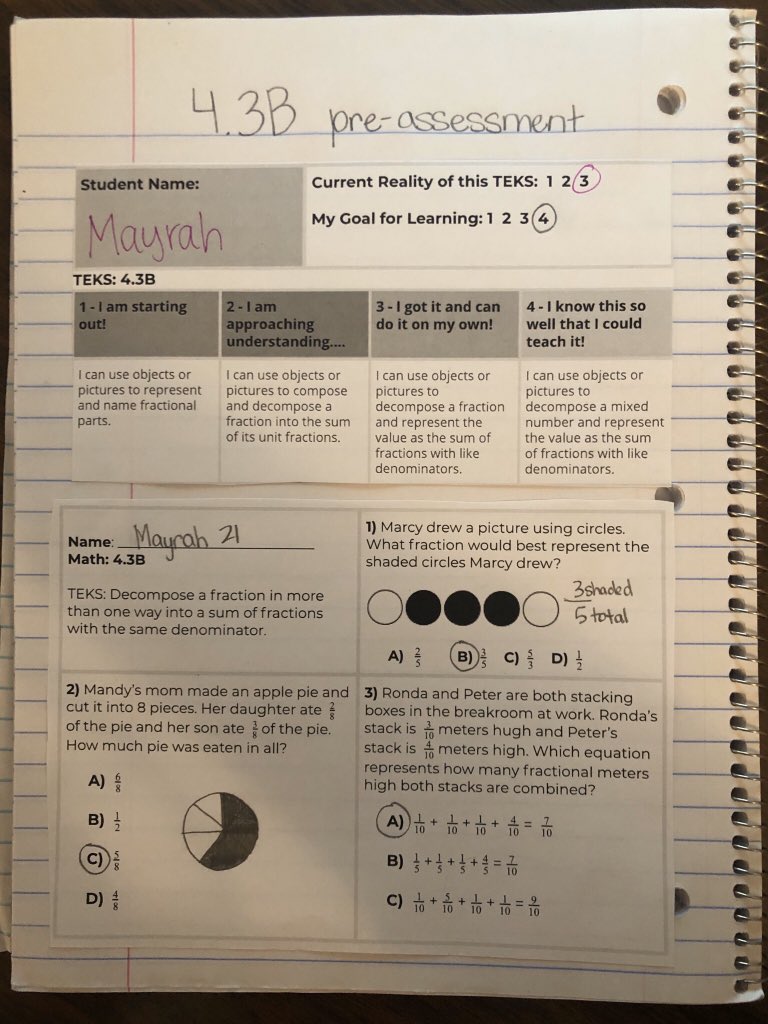 4.3B pre-assessment
Student Name:
Mayrah
Current Reality of this TEKS: 1 2 3
My Goal for Learning: 1 2 3 4
TEKS: 4.3B
1 - I am starting
out!
2 - I am
approaching
understanding....
3 - I got it and can
do it on my own!
4 - I know this so
well that I could
teach it!
I can use objects or
pictures to represent
and name fractional
parts.
I can use objects or
pictures to compose
and decompose a
fraction into the sum
of its unit fractions.
I can use objects or
pictures to
decompose a fraction
and represent the
value as the sum of
fractions with like
denominators.
I can use objects or
pictures to
decompose a mixed
number and represent
the value as the sum
of fractions with like
denominators.
Name: Mayrah 21
Math: 4.3B
TEKS: Decompose a fraction in more
than one way into a sum of fractions
with the same denominator.
1) Marcy drew a picture using circles.
What fraction would best represent the
shaded circles Marcy drew?
3 shaded
5 total
A) 2/5 B) 3/5 C) 5/3 D) 1/2
2) Mandy's mom made an apple pie and
cut it into 8 pieces. Her daughter ate 2/8
of the pie and her son ate 3/8 of the pie.
How much pie was eaten in all?
A) 6/8
B) 1/2
C) 5/8
D) 4/8
3) Ronda and Peter are both stacking
boxes in the breakroom at work. Ronda's
stack is 3/10 meters hugh and Peter's
stack is 4/10 meters high. Which equation
represents how many fractional meters
high both stacks are combined?
A) 1/10 + 1/10 + 1/10 + 4/10 = 7/10
B) 1/5 + 1/5 + 1/5 + 4/5 = 7/10
C) 1/10 + 5/10 + 1/10 + 1/10 = 9/10